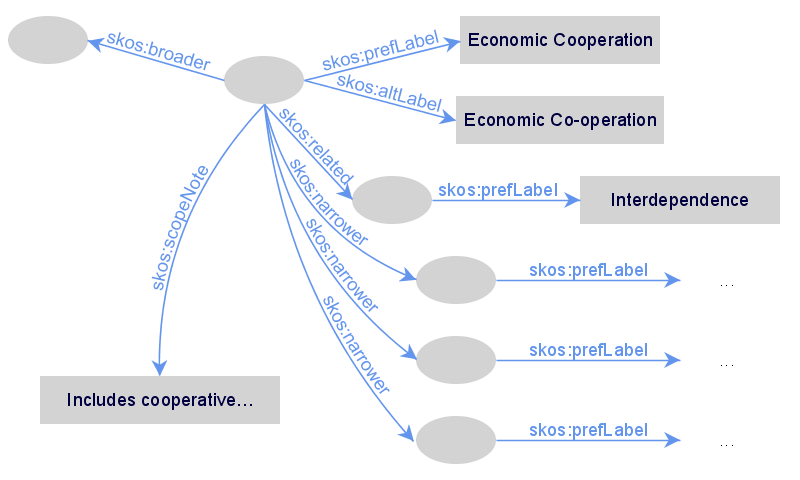 skos:broader
skos:prefLabel
Economic Cooperation
skos:altLabel
Economic Co-operation
skos:related
skos:prefLabel
Interdependence
skos:scopeNote
skos:narrower
skos:prefLabel
...
skos:narrower
skos:prefLabel
...
skos:narrower
skos:prefLabel
...
Includes cooperative...